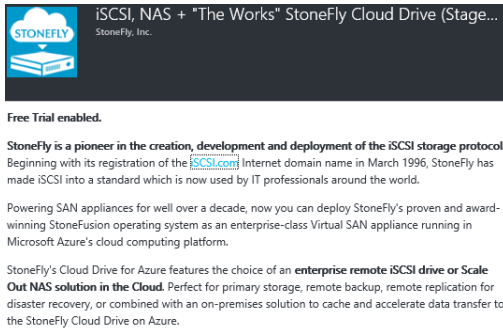 STONEFLY
iSCSI, NAS + "The Works" StoneFly Cloud Drive (Stage...
StoneFly, Inc.
Free Trial enabled.
StoneFly is a pioneer in the creation, development and deployment of the iSCSI storage protocol.
Beginning with its registration of the iSCSI.com Internet domain name in March 1996, StoneFly has
made iSCSI into a standard which is now used by IT professionals around the world.
Powering SAN appliances for well over a decade, now you can deploy StoneFly's proven and award-
winning StoneFusion operating system as an enterprise-class Virtual SAN appliance running in
Microsoft Azure's cloud computing platform.
StoneFly's Cloud Drive for Azure features the choice of an enterprise remote iSCSI drive or Scale
Out NAS solution in the Cloud. Perfect for primary storage, remote backup, remote replication for
disaster recovery, or combined with an on-premises solution to cache and accelerate data transfer to
the StoneFly Cloud Drive on Azure.